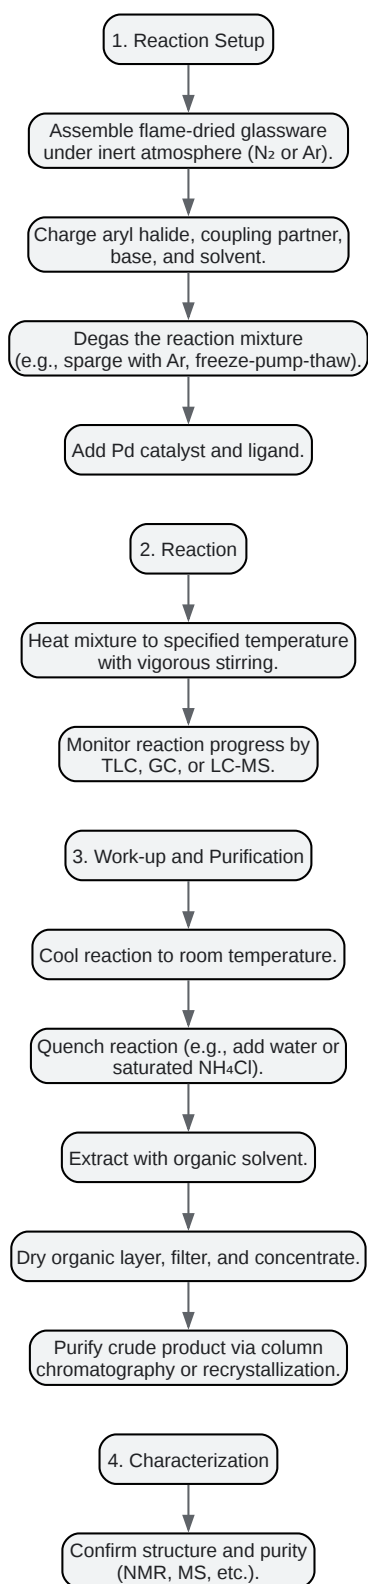 1. Reaction Setup
Assemble flame-dried glassware
under inert atmosphere (N₂ or Ar).
Charge aryl halide, coupling partner,
base, and solvent.
Degas the reaction mixture
(e.g., sparge with Ar, freeze-pump-thaw).
Add Pd catalyst and ligand.
2. Reaction
Heat mixture to specified temperature
with vigorous stirring.
Monitor reaction progress by
TLC, GC, or LC-MS.
3. Work-up and Purification
Cool reaction to room temperature.
Quench reaction (e.g., add water or
saturated NH₄Cl).
Extract with organic solvent.
Dry organic layer, filter, and concentrate.
Purify crude product via column
chromatography or recrystallization.
4. Characterization
Confirm structure and purity
(NMR, MS, etc.).